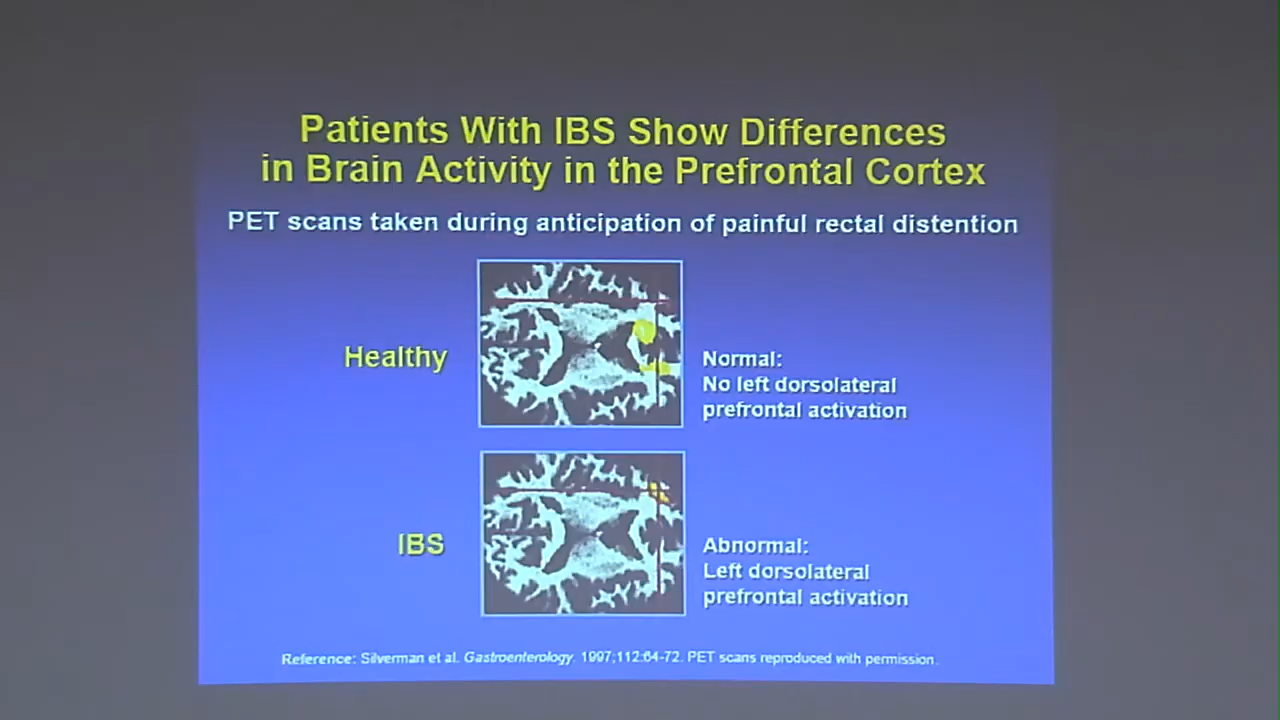 Patients With IBS Show Differences
in Brain Activity in the Prefrontal Cortex
PET scans taken during anticipation of painful rectal distention
Healthy
Normal:
No left dorsolateral
prefrontal activation
IBS
Abnormal:
Left dorsolateral
prefrontal activation
Reference: Silverman et al. Gastroenterology. 1997;112:64-72. PET scans reproduced with permission.